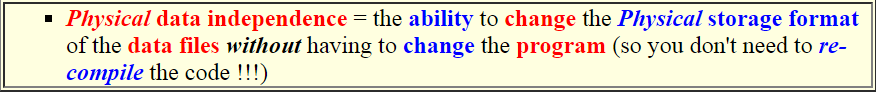 ▪ Physical data independence = the ability to change the Physical storage format
of the data files without having to change the program (so you don't need to re-
compile the code !!!)